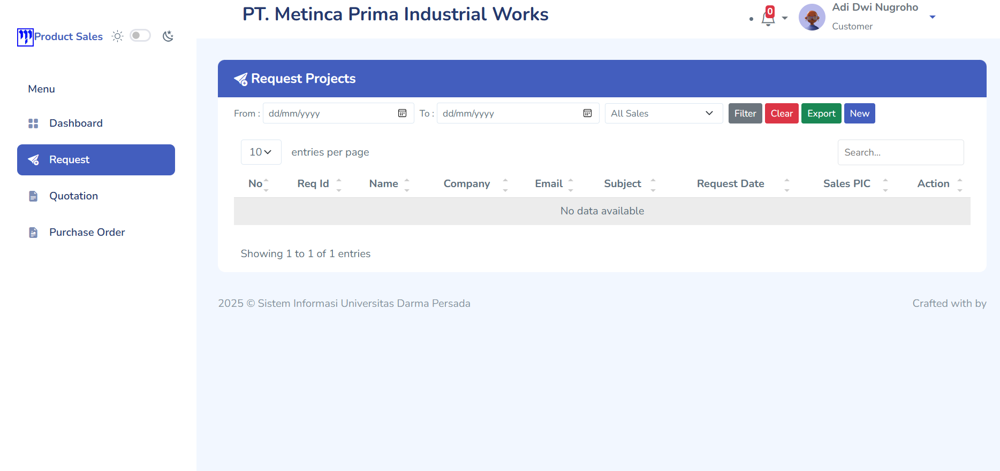 PT. Metinca Prima Industrial Works
0
Adi Dwi Nugroho
Customer
Product Sales
Menu
Dashboard
Request
Quotation
Purchase Order
Request Projects
From : dd/mm/yyyy To : dd/mm/yyyy All Sales Filter Clear Export New
10 entries per page Search...
No Req Id Name Company Email Subject Request Date Sales PIC Action
No data available
Showing 1 to 1 of 1 entries
2025 © Sistem Informasi Universitas Darma Persada Crafted with by